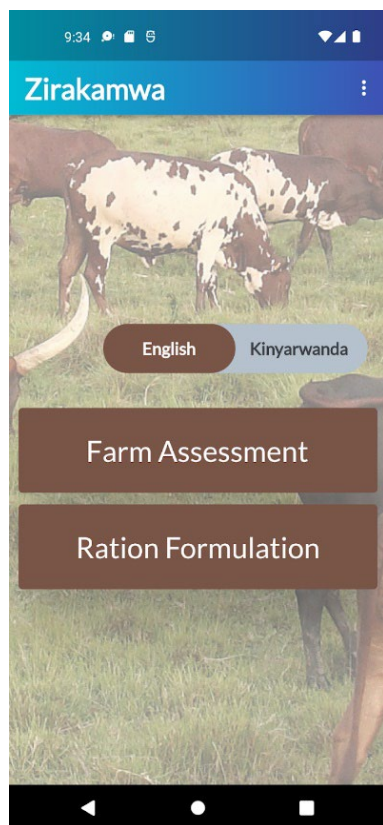 9:34
Zirakamwa
English Kinyarwanda
Farm Assessment
Ration Formulation